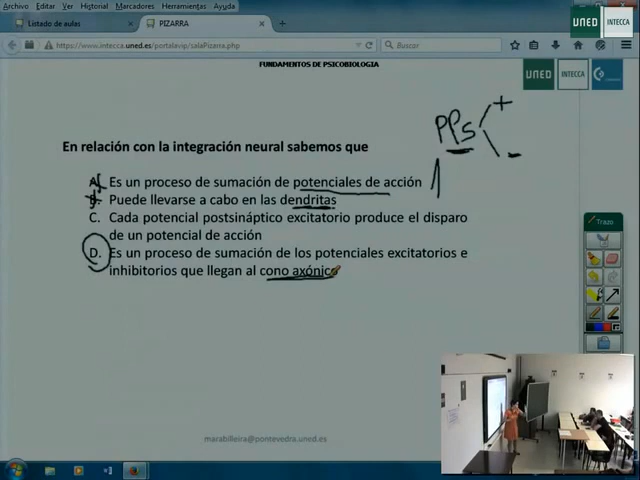 Archivo Editar Ver Historial Marcadores Herramientas Ayuda
Listado de aulas
PIZARRA
https://www.intecca.uned.es/portalavip/salaPizarra.php
Buscar
UNED INTECCA
FUNDAMENTOS DE PSICOBIOLOGIA
UNED INTECCA
PPs + -
En relación con la integración neural sabemos que
A. Es un proceso de sumación de potenciales de acción
B. Puede llevarse a cabo en las dendritas
C. Cada potencial postsináptico excitatorio produce el disparo
de un potencial de acción
D. Es un proceso de sumación de los potenciales excitatorios e
inhibitorios que llegan al cono axónico
Trazo
marabilleira@pontevedra.uned.es